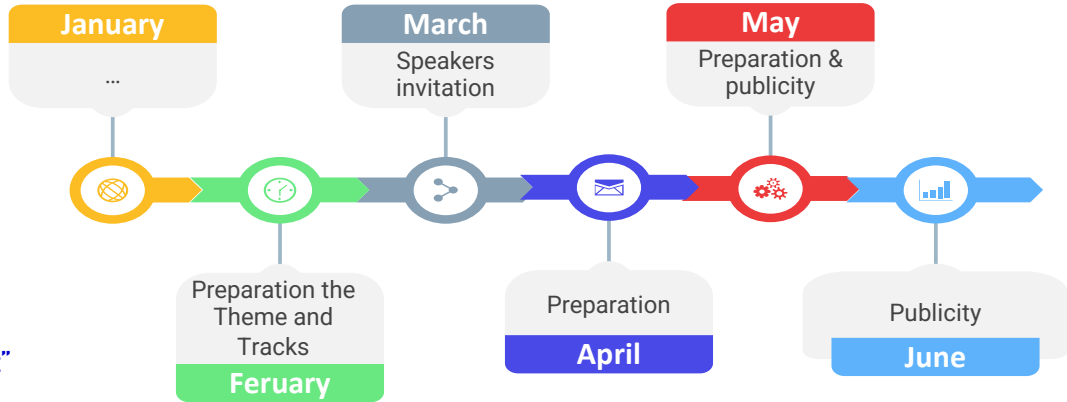 January
...
March
Speakers
invitation
May
Preparation &
publicity
Preparation the
Theme and
Tracks
Feruary
Preparation
April
Publicity
June
”